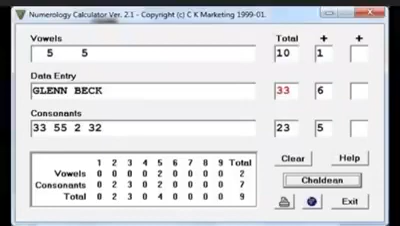 Numerology Calculator Ver. 2.1 - Copyright (c) C K Marketing 1999-01.
Vowels Total + +
5 5 10 1
Data Entry
GLENN BECK 33 6
Consonants
33 55 2 32 23 5
1 2 3 4 5 6 7 8 9 Total
Vowels 0 0 0 0 2 0 0 0 0 2
Consonants 0 2 3 0 2 0 0 0 0 7
Total 0 2 3 0 4 0 0 0 0 9
Clear Help
Chaldean
Exit